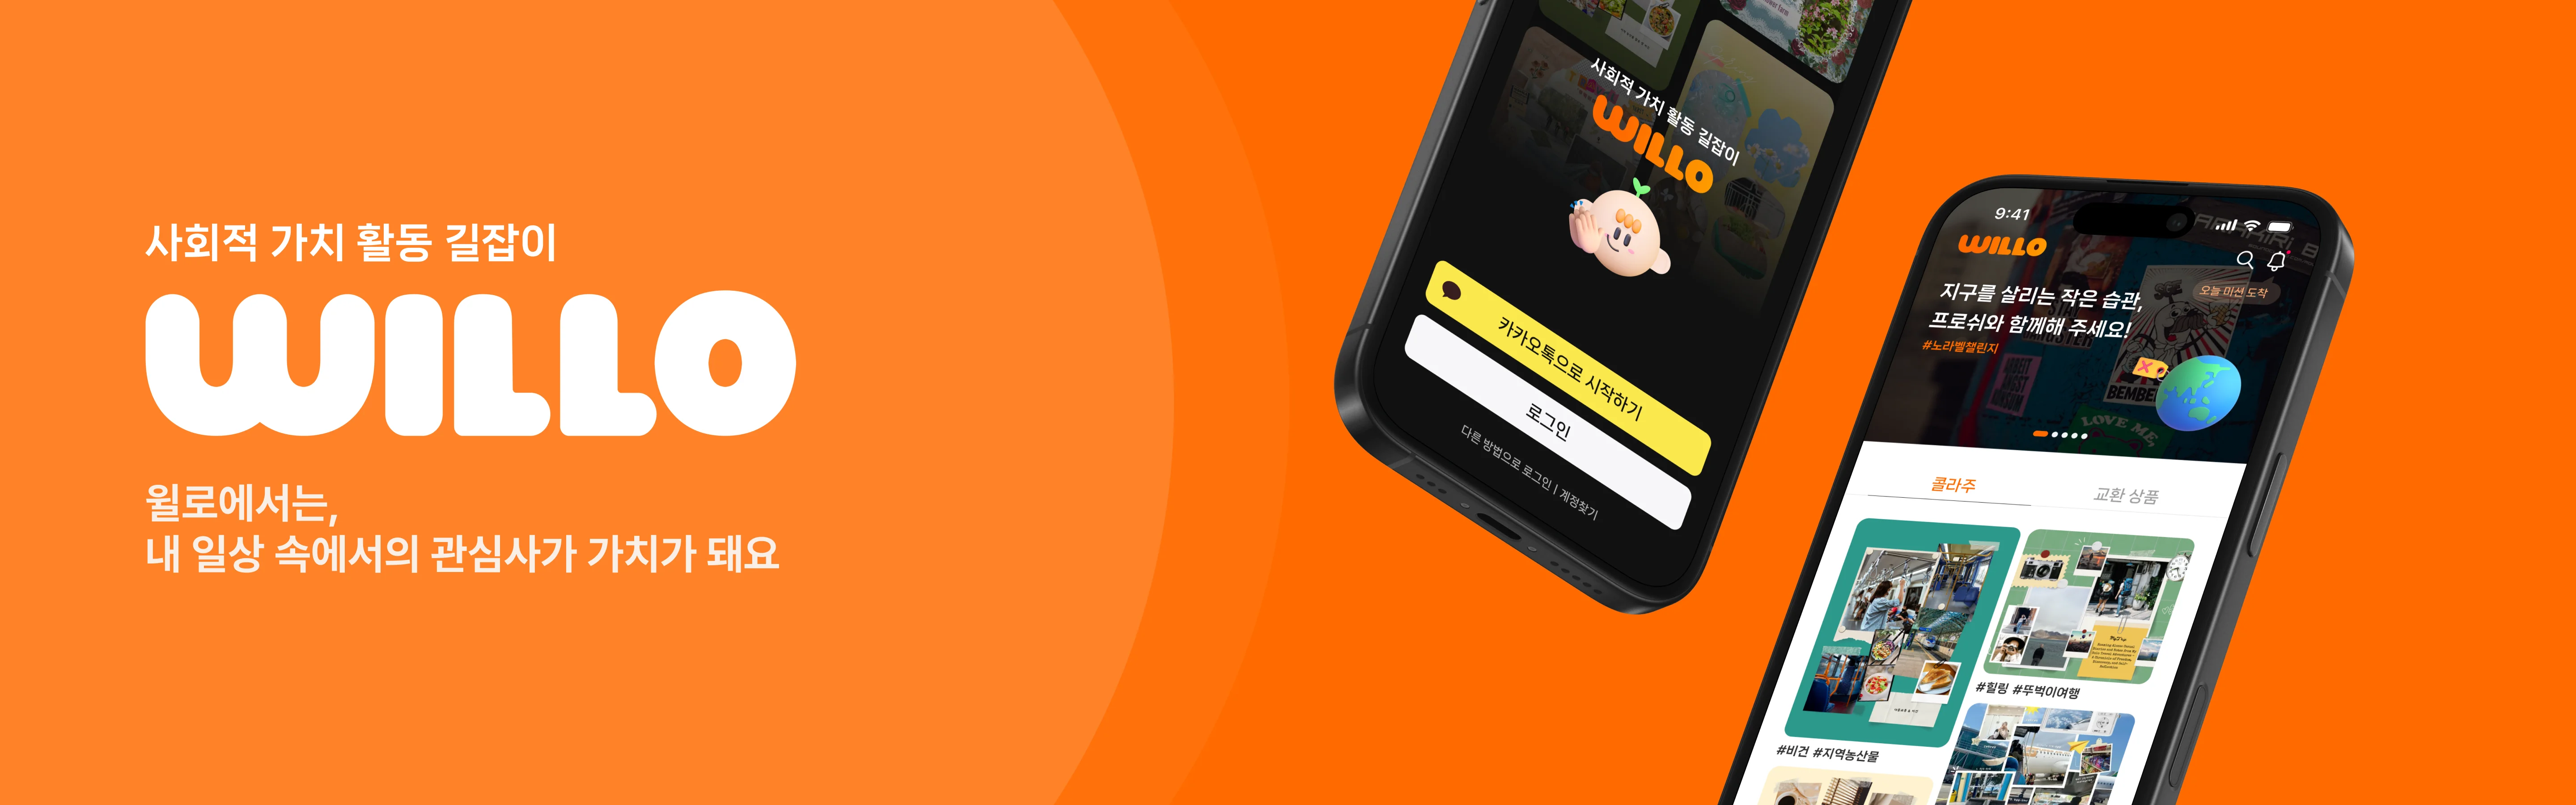 사회적 가치 활동 길잡이
WILLO
윌로에서는,
내 일상 속에서의 관심사가 가치가 돼요
사회적 가치 활동 길잡이
WILLO
카카오톡으로 시작하기
로그인
다른 방법으로 로그인 | 계정찾기
9:41
WILLO
오늘 미션 도착
지구를 살리는 작은 습관,
프로쉬와 함께해 주세요!
#노라벨챌린지
BEMBE
LOVE ME,
콜라주
교환 상품
#힐링 #뚜벅이여행
#비건 #지역농산물